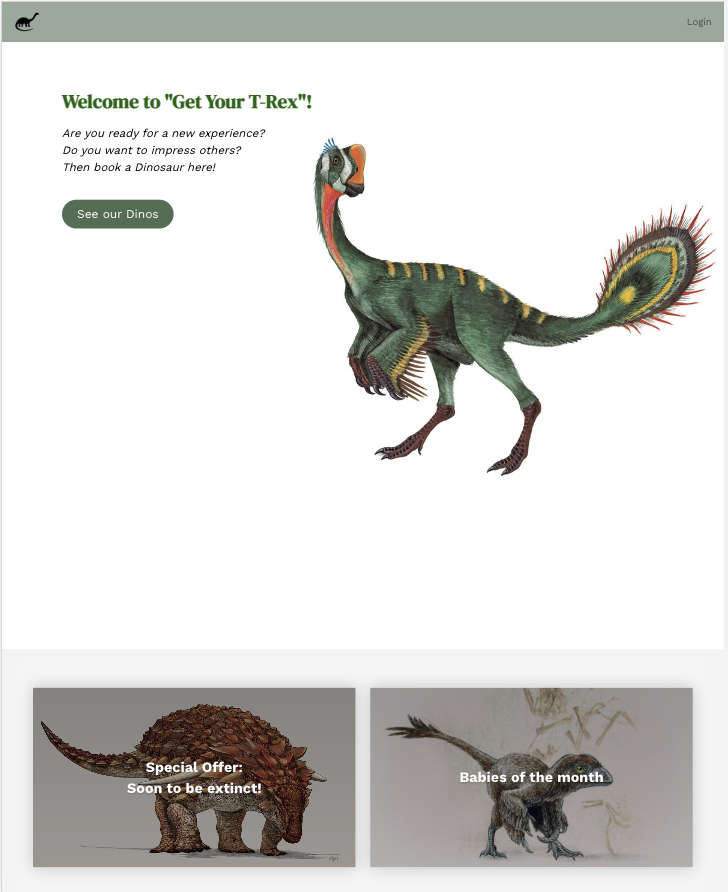 Login
Welcome to "Get Your T-Rex"!
Are you ready for a new experience?
Do you want to impress others?
Then book a Dinosaur here!
See our Dinos
Special Offer:
Soon to be extinct!
Babies of the month